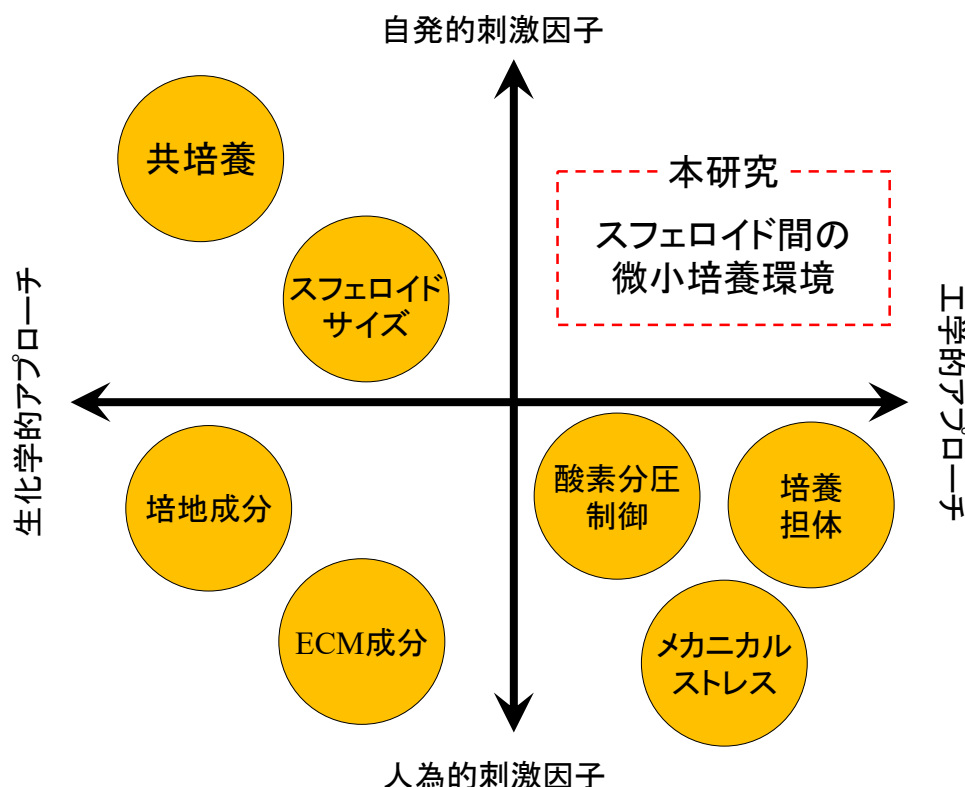 自発的刺激因子
共培養
本研究
スフェロイド間の
微小培養環境
スフェロイド
サイズ
生化学的アプローチ
工学的アプローチ
酸素分圧
制御
培養
担体
培地成分
ECM成分
メカニカル
ストレス
人為的刺激因子